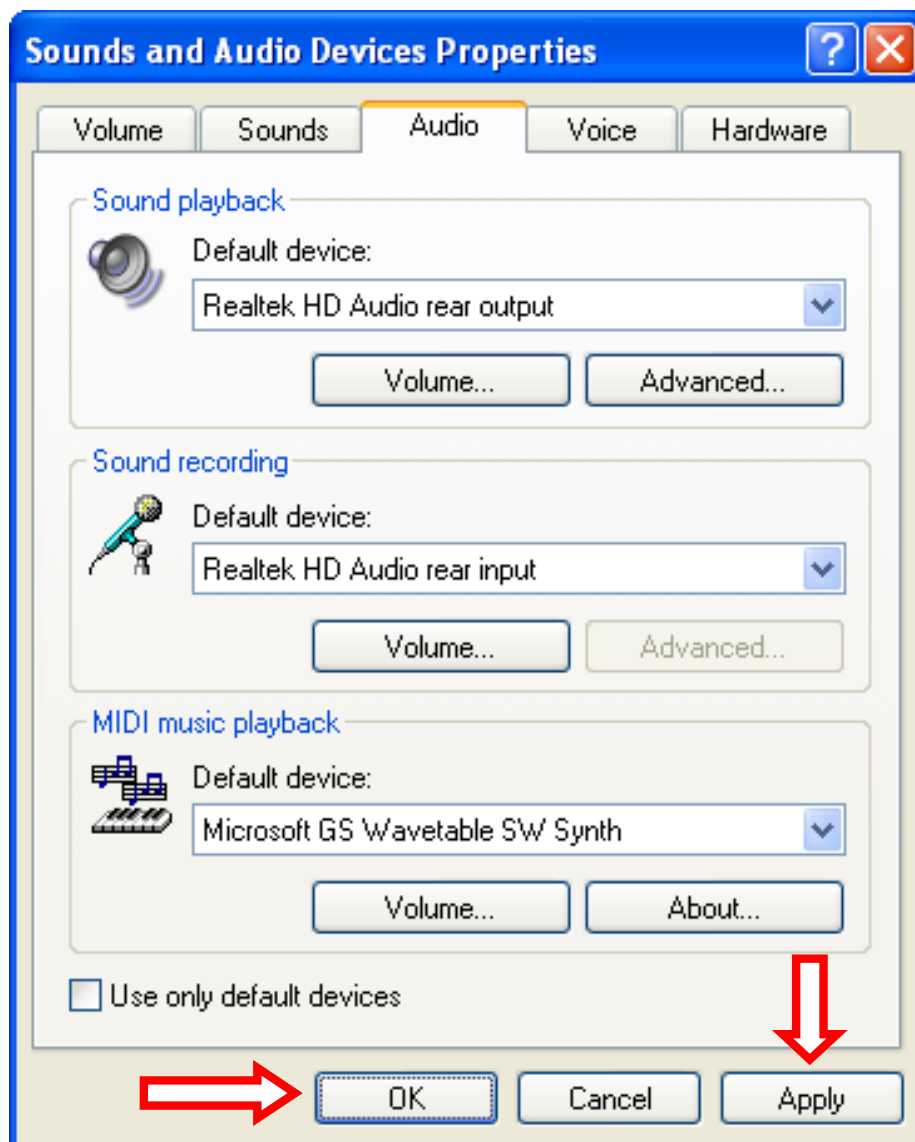 Sounds and Audio Devices Properties ?
Volume Sounds Audio Voice Hardware
Sound playback
Default device:
Realtek HD Audio rear output
Volume... Advanced...
Sound recording
Default device:
Realtek HD Audio rear input
Volume... Advanced...
MIDI music playback
Default device:
Microsoft GS Wavetable SW Synth
Volume... About...
Use only default devices
OK Cancel Apply